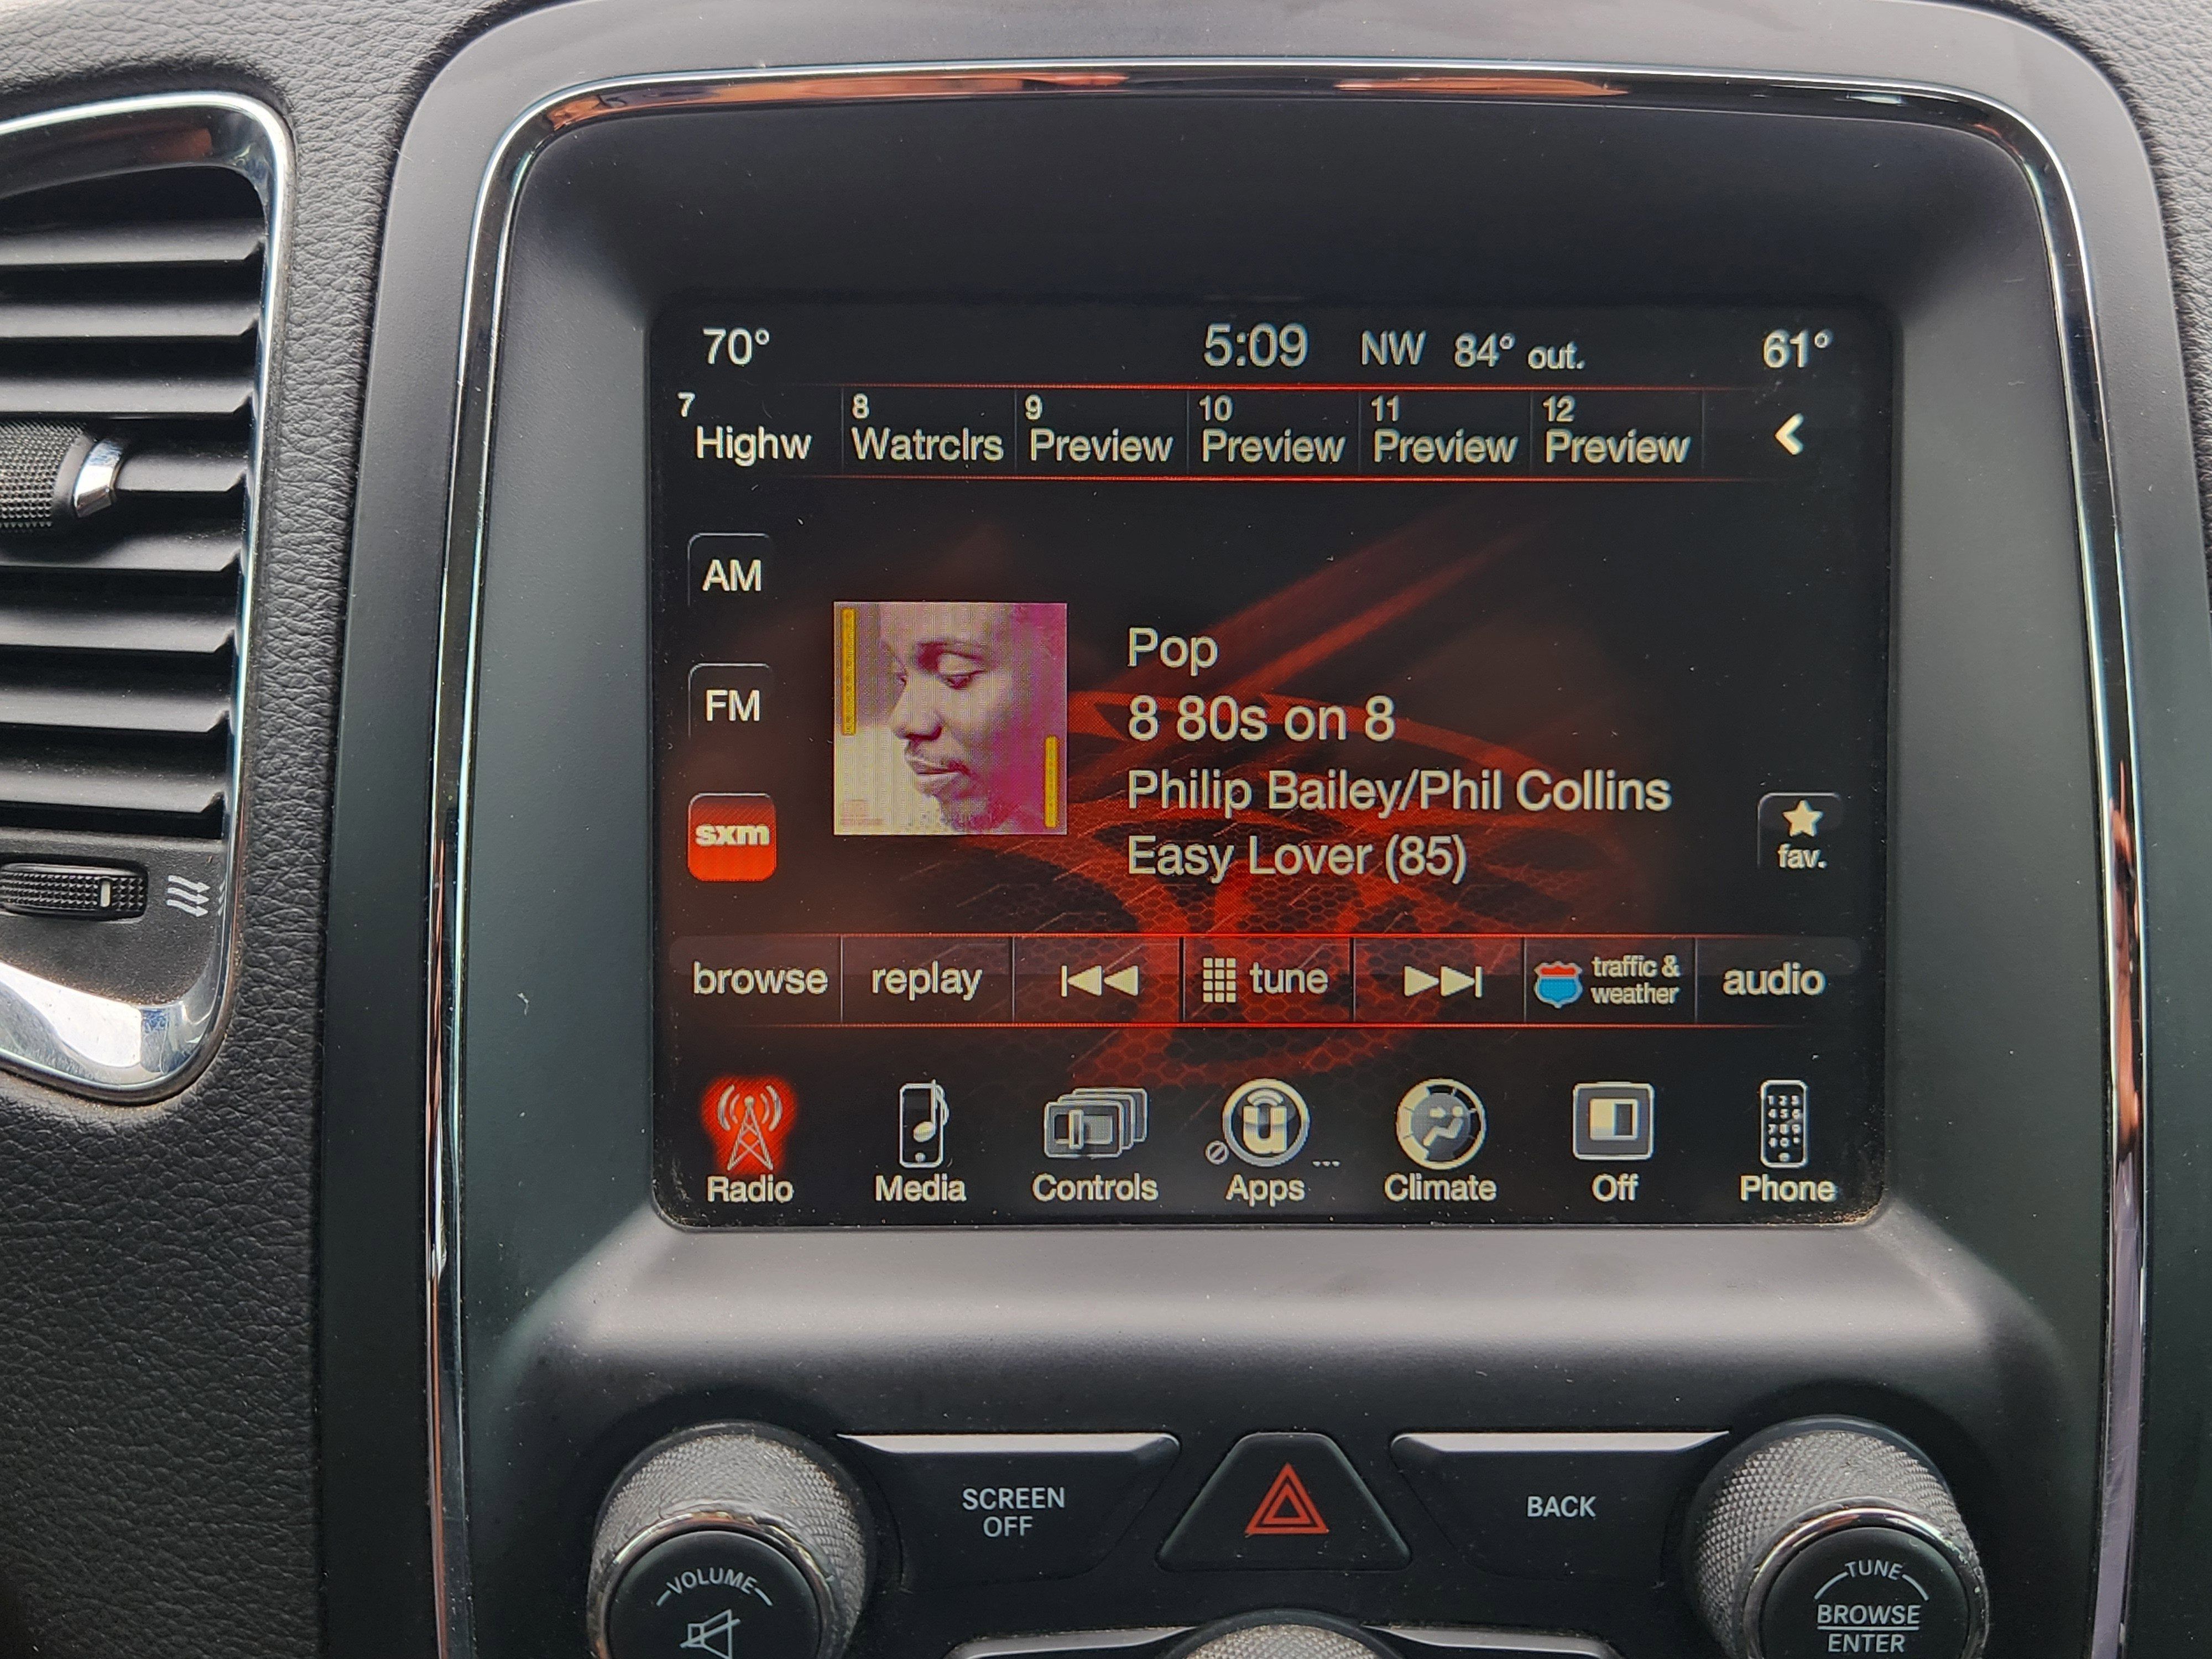 70° 5:09 NW 84° out. 61°
7 8 9 10 11 12
Highw Watrclrs Preview Preview Preview Preview
AM
FM
sxm
Pop
8 80s on 8
Philip Bailey/Phil Collins
Easy Lover (85)
fav.
browse replay tune traffic & weather audio
Radio Media Controls Apps ... Climate Off Phone
SCREEN
OFF
BACK
VOLUME
TUNE
BROWSE
ENTER